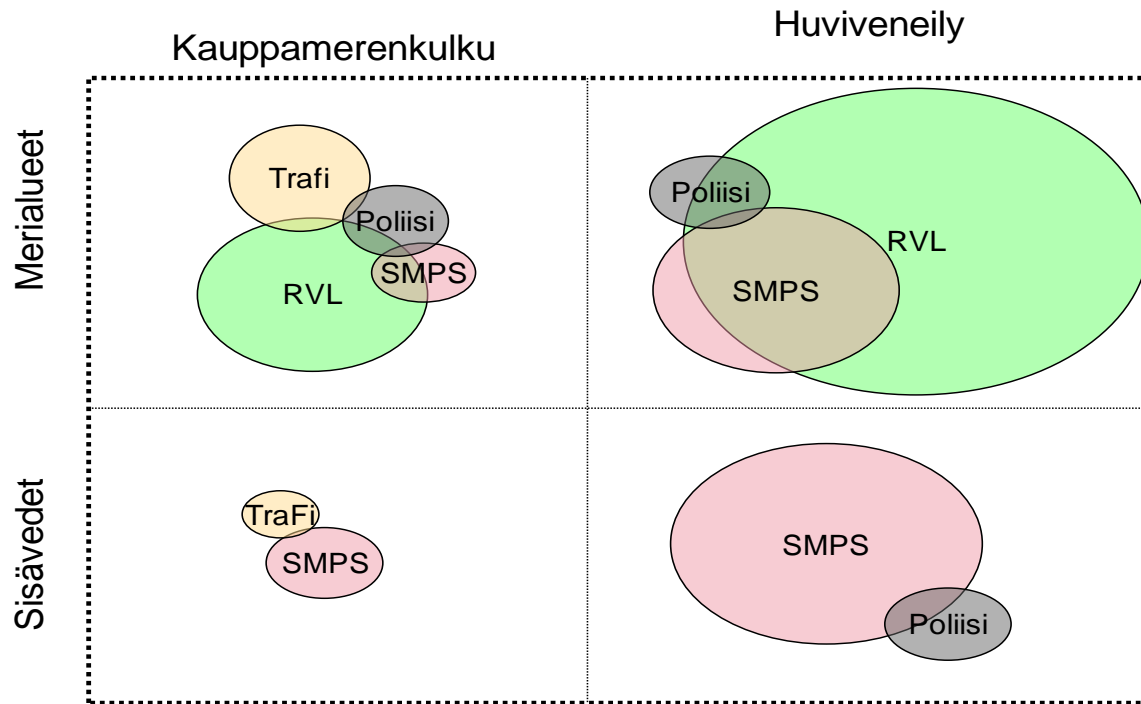 Kauppamerenkulku
Huviveneily
Merialueet
Trafi
Poliisi
SMPS
RVL
Poliisi
RVL
SMPS
Sisävedet
TraFi
SMPS
SMPS
Poliisi